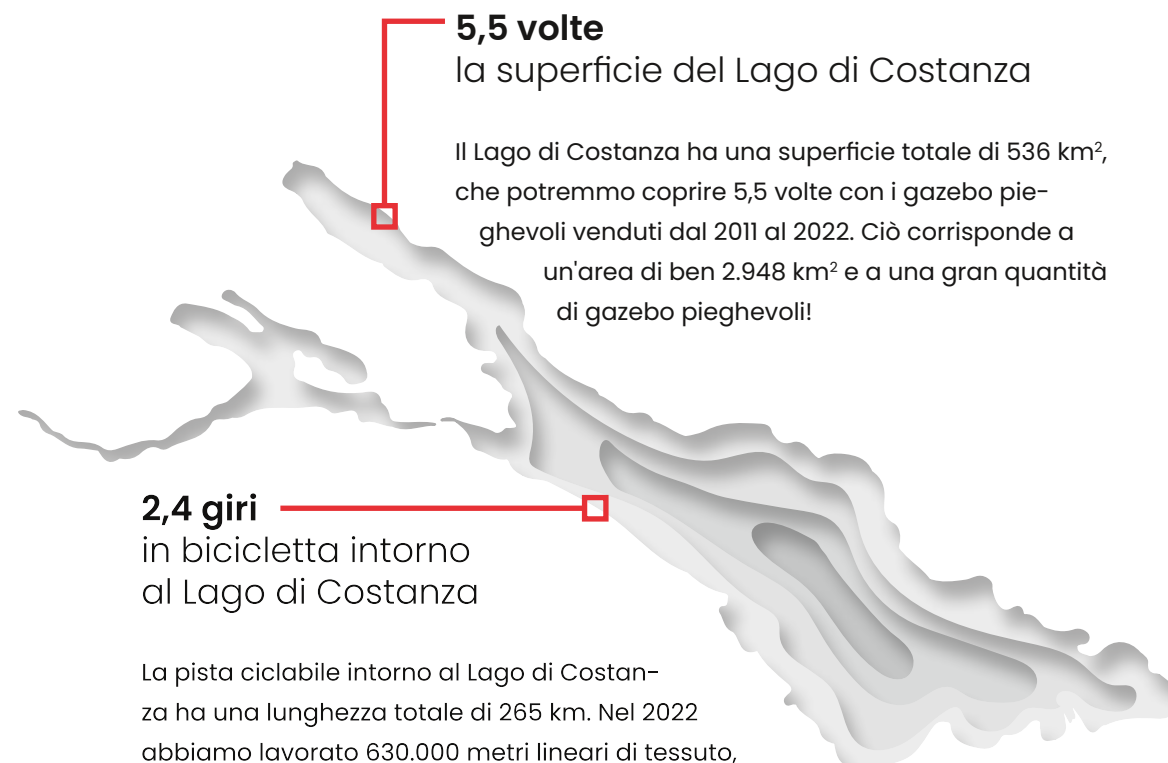 5,5 volte
la superficie del Lago di Costanza
Il Lago di Costanza ha una superficie totale di 536 km²,
che potremmo coprire 5,5 volte con i gazebo pie-
ghevoli venduti dal 2011 al 2022. Ciò corrisponde a
un'area di ben 2.948 km² e a una gran quantità
di gazebo pieghevoli!
2,4 giri
in bicicletta intorno
al Lago di Costanza
La pista ciclabile intorno al Lago di Costan-
za ha una lunghezza totale di 265 km. Nel 2022
abbiamo lavorato 630.000 metri lineari di tessuto,